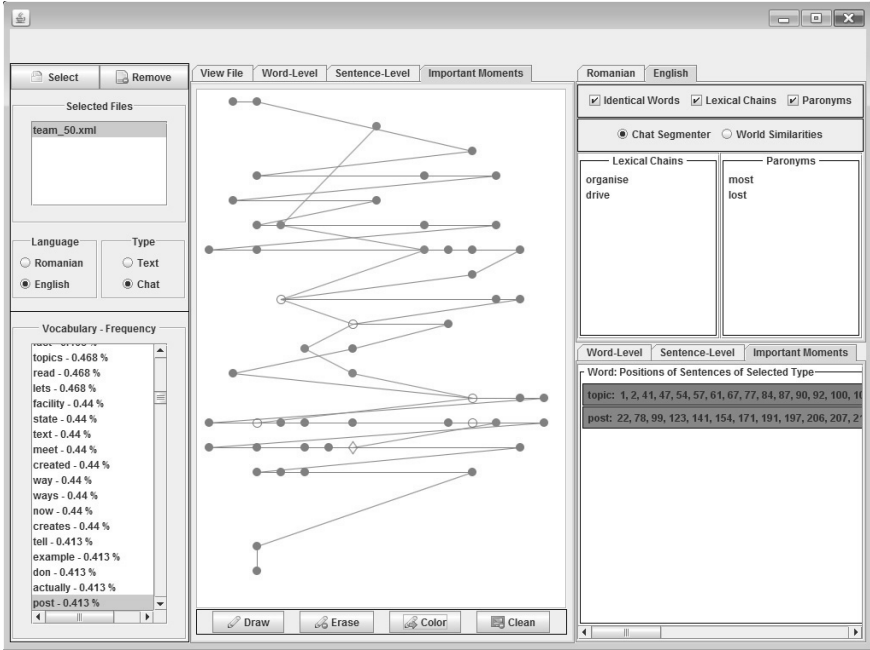 Select Remove
Selected Files
team_50.xml
Language Type
Romanian Text
English Chat
Vocabulary - Frequency
topics - 0.468 %
read - 0.468 %
lets - 0.468 %
facility - 0.44 %
state - 0.44 %
text - 0.44 %
meet - 0.44 %
created - 0.44 %
way - 0.44 %
ways - 0.44 %
now - 0.44 %
creates - 0.44 %
tell - 0.413 %
example - 0.413 %
don - 0.413 %
actually - 0.413 %
post - 0.413 %
View File Word-Level Sentence-Level Important Moments
Draw Erase Color Clean
Romanian English
Identical Words Lexical Chains Paronyms
Chat Segmenter World Similarities
Lexical Chains
organise
drive
Paronyms
most
lost
Word-Level Sentence-Level Important Moments
Word: Positions of Sentences of Selected Type
topic: 1, 2, 41, 47, 54, 57, 61, 67, 77, 84, 87, 90, 92, 100, 10
post: 22, 78, 99, 123, 141, 154, 171, 191, 197, 206, 207, 2